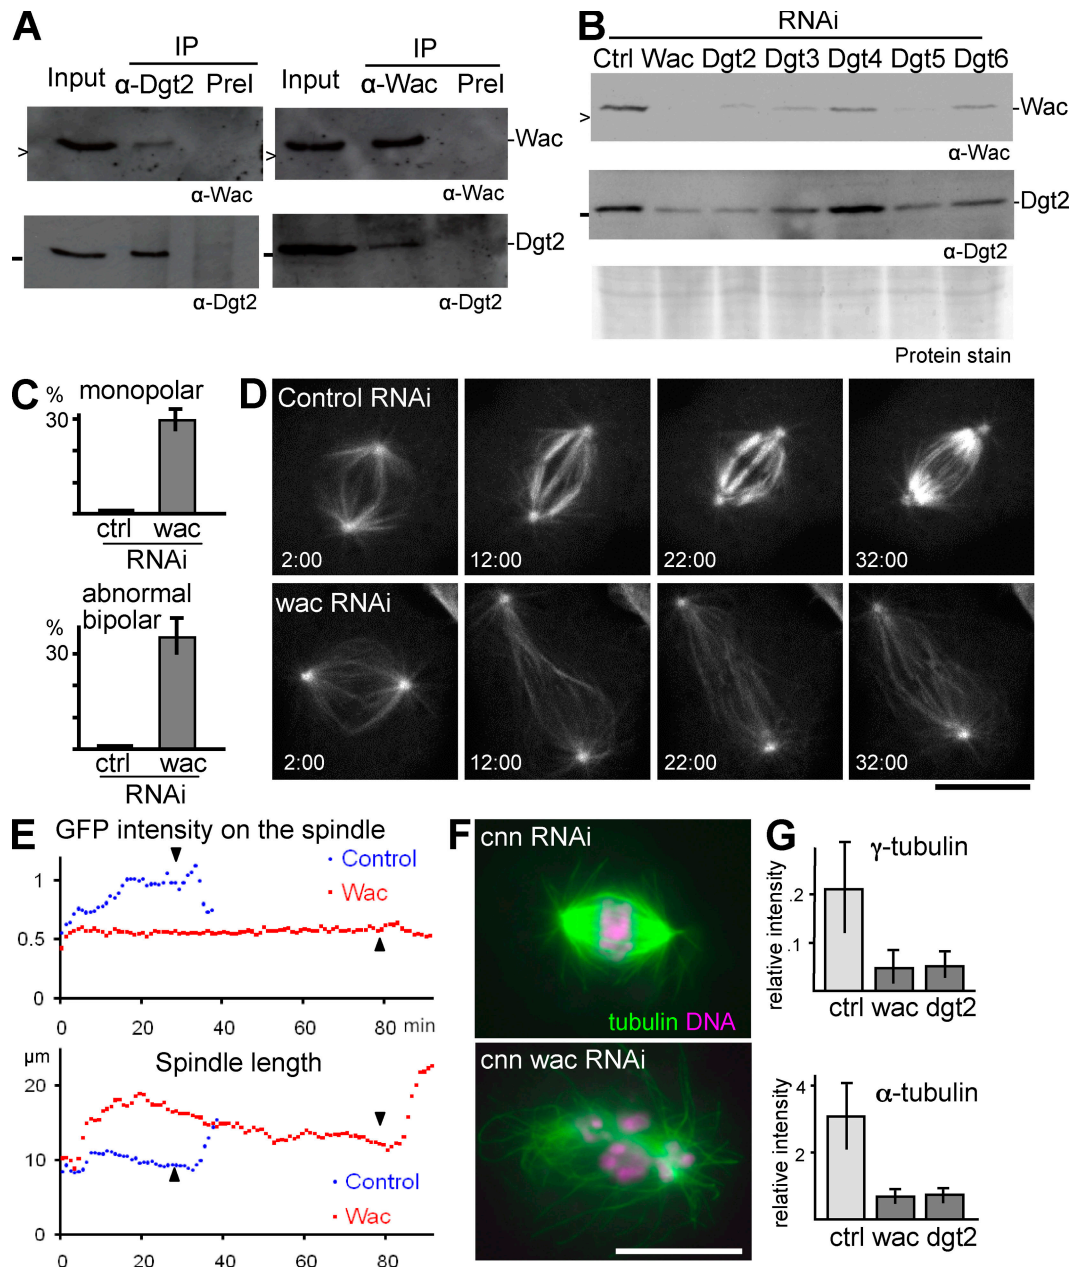 A
IP
IP
Input α-Dgt2 PreI
Input α-Wac PreI
>
>
-Wac
α-Wac
α-Wac
-Dgt2
α-Dgt2
α-Dgt2
B
RNAi
Ctrl Wac Dgt2 Dgt3 Dgt4 Dgt5 Dgt6
>
-Wac
α-Wac
-Dgt2
α-Dgt2
Protein stain
C
% monopolar
30
ctrl wac
RNAi
abnormal
bipolar
%
30
ctrl wac
RNAi
D
Control RNAi
2:00
12:00
22:00
32:00
wac RNAi
2:00
12:00
22:00
32:00
E
GFP intensity on the spindle
Control
Wac
1
0.5
0
0 20 40 60 80 min
µm
Spindle length
20
10
0
Control
Wac
0 20 40 60 80
F
cnn RNAi
tubulin DNA
cnn wac RNAi
G
γ-tubulin
relative intensity
.2
.1
ctrl wac dgt2
α-tubulin
relative intensity
4
2
ctrl wac dgt2